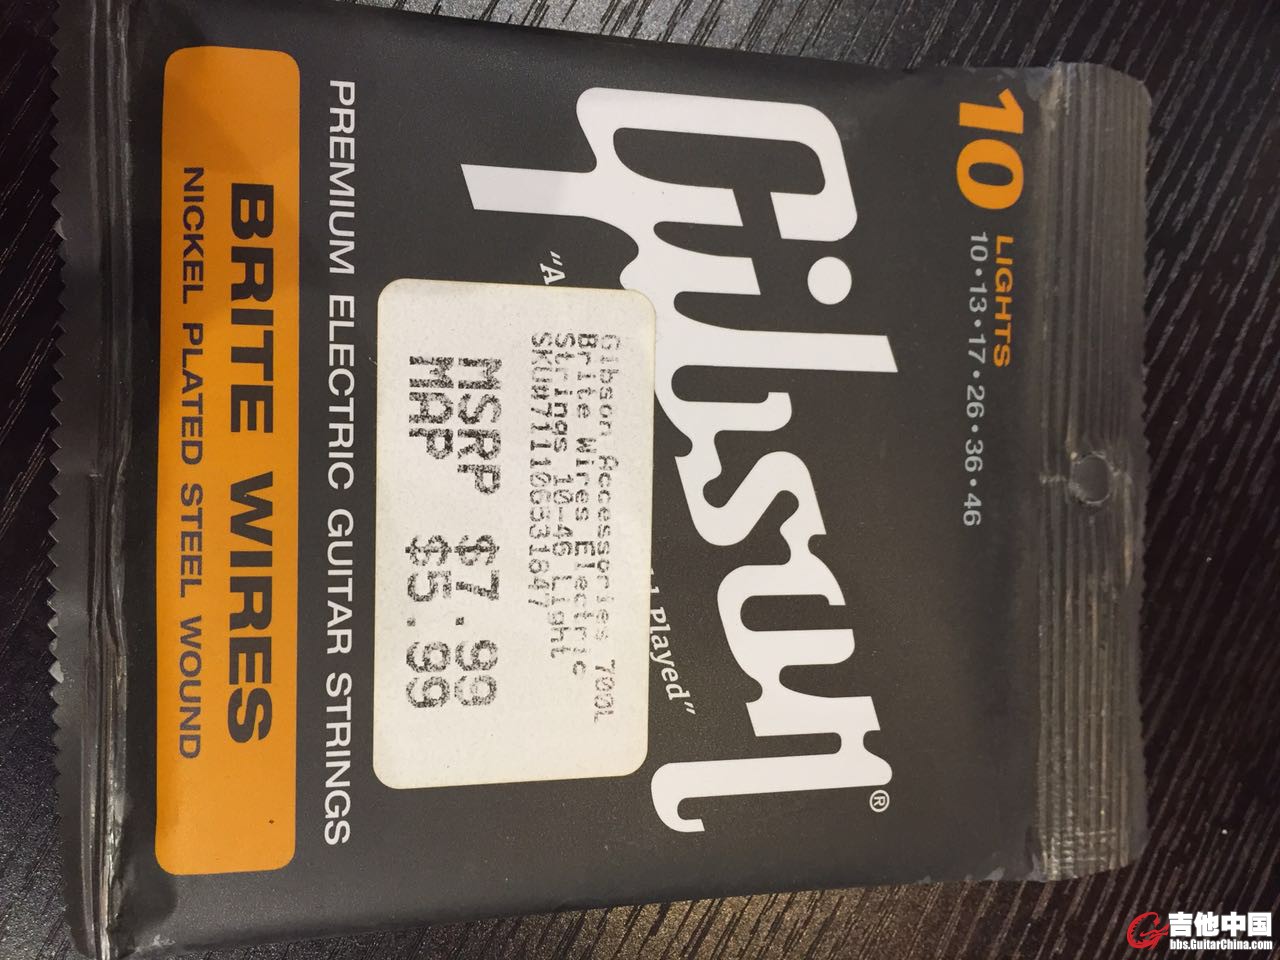 10 LIGHTS
10•13•17•26•36•46
Gibson®
"A
Played"
Gibson Accessories 700L
Brite Wires Electric
Strings 10-46 Light
SKU#711106331847
MSRP $7.99
MAP $5.99
PREMIUM ELECTRIC GUITAR STRINGS
BRITE WIRES
NICKEL PLATED STEEL WOUND
吉他中国
bbs.GuitarChina.com